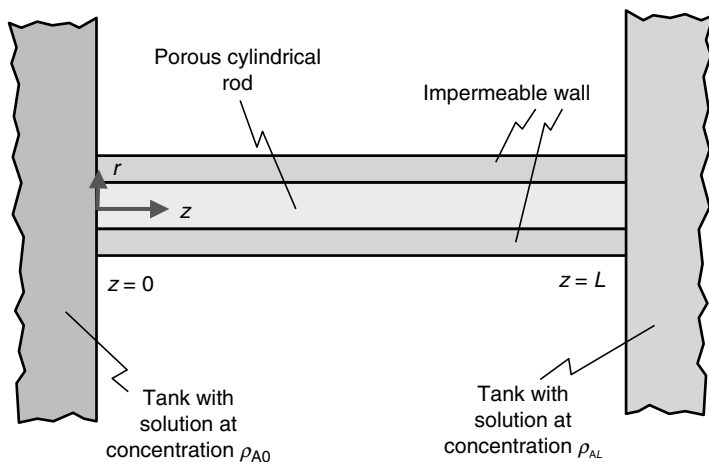 Porous cylindrical
rod
Impermeable wall
r
z
z = 0
z = L
Tank with
solution at
concentration ρA0
Tank with
solution at
concentration ρAL